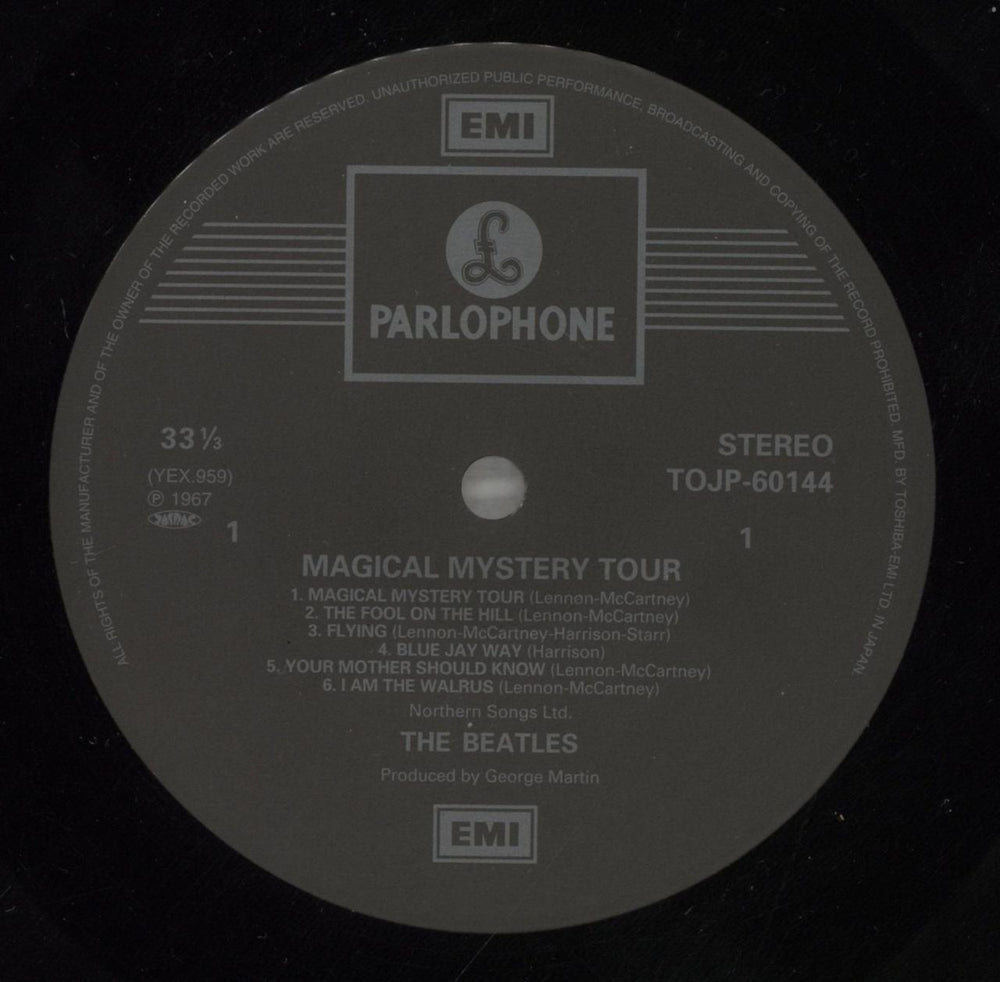 ALL RIGHTS OF THE MANUFACTURER AND OF THE OWNER OF THE RECORDED WORK ARE RESERVED. UNAUTHORIZED PUBLIC PERFORMANCE, BROADCASTING AND COPYING OF THE RECORD PROHIBITED. MFD. BY TOSHIBA-EMI LTD. IN JAPAN.
EMI
£
PARLOPHONE
33 1/3
STEREO
(YEX.959)
TOJP-60144
Ⓟ 1967
JASRAC
1
1
MAGICAL MYSTERY TOUR
1. MAGICAL MYSTERY TOUR (Lennon-McCartney)
2. THE FOOL ON THE HILL (Lennon-McCartney)
3. FLYING (Lennon-McCartney-Harrison-Starr)
4. BLUE JAY WAY (Harrison)
5. YOUR MOTHER SHOULD KNOW (Lennon-McCartney)
6. I AM THE WALRUS (Lennon-McCartney)
Northern Songs Ltd.
THE BEATLES
Produced by George Martin
EMI